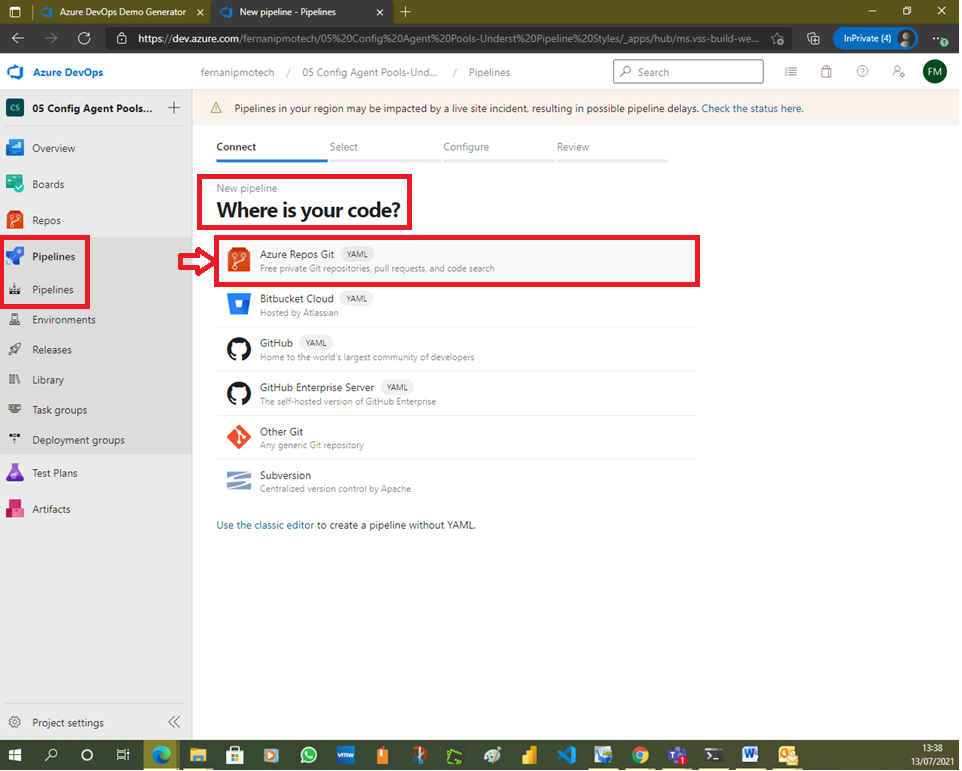 Azure DevOps Demo Generator
New pipeline - Pipelines
https://dev.azure.com/fernanipmotech/05%20Config%20Agent%20Pools-Underst%20Pipeline%20Styles/_apps/hub/ms.vss-build-we...
InPrivate (4)
Azure DevOps
fernanipmotech / 05 Config Agent Pools-Und... / Pipelines
Search
FM
CS
05 Config Agent Pools...
Pipelines in your region may be impacted by a live site incident, resulting in possible pipeline delays. Check the status here.
Overview
Boards
Repos
Pipelines
Pipelines
Environments
Releases
Library
Task groups
Deployment groups
Test Plans
Artifacts
Project settings
Connect
Select
Configure
Review
New pipeline
Where is your code?
Azure Repos Git YAML
Free private Git repositories, pull requests, and code search
Bitbucket Cloud YAML
Hosted by Atlassian
GitHub YAML
Home to the world's largest community of developers
GitHub Enterprise Server YAML
The self-hosted version of GitHub Enterprise
Other Git
Any generic Git repository
Subversion
Centralized version control by Apache
Use the classic editor to create a pipeline without YAML.
vmw
1
13:38
13/07/2021